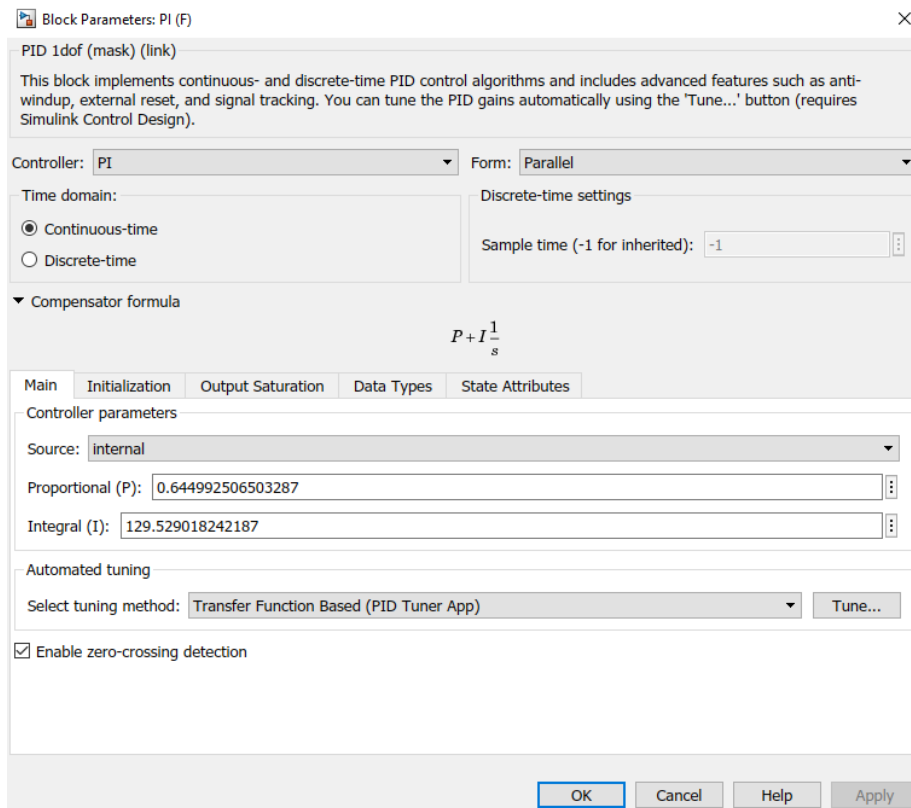 Block Parameters: PI (F)
PID 1dof (mask) (link)
This block implements continuous- and discrete-time PID control algorithms and includes advanced features such as anti-
windup, external reset, and signal tracking. You can tune the PID gains automatically using the 'Tune...' button (requires
Simulink Control Design).
Controller: PI Form: Parallel
Time domain:
Continuous-time
Discrete-time
Discrete-time settings
Sample time (-1 for inherited): -1
Compensator formula
P + I 1/s
Main Initialization Output Saturation Data Types State Attributes
Controller parameters
Source: internal
Proportional (P): 0.644992506503287
Integral (I): 129.529018242187
Automated tuning
Select tuning method: Transfer Function Based (PID Tuner App) Tune...
Enable zero-crossing detection
OK Cancel Help Apply